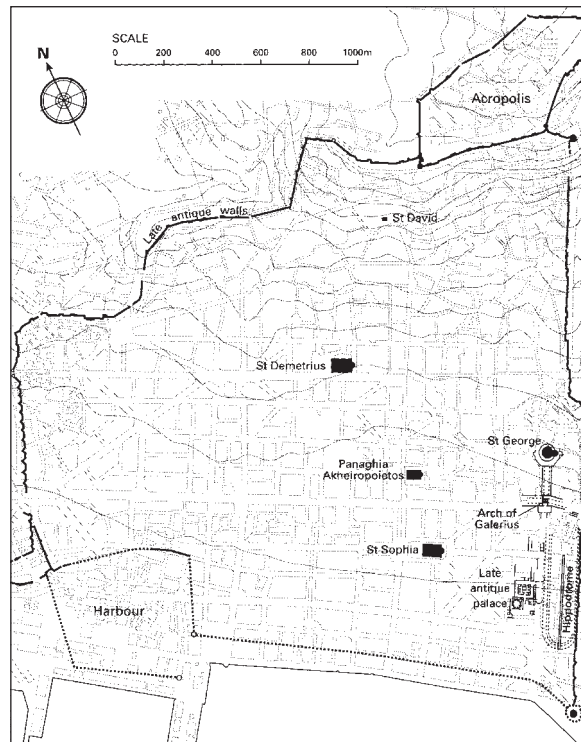 SCALE
0 200 400 600 800 1000m
N
Acropolis
Late antique walls
St David
St Demetrius
St George
Panaghia
Akheiropoietos
Arch of
Galerius
St Sophia
Late
antique
palace
Hippodrome
Harbour